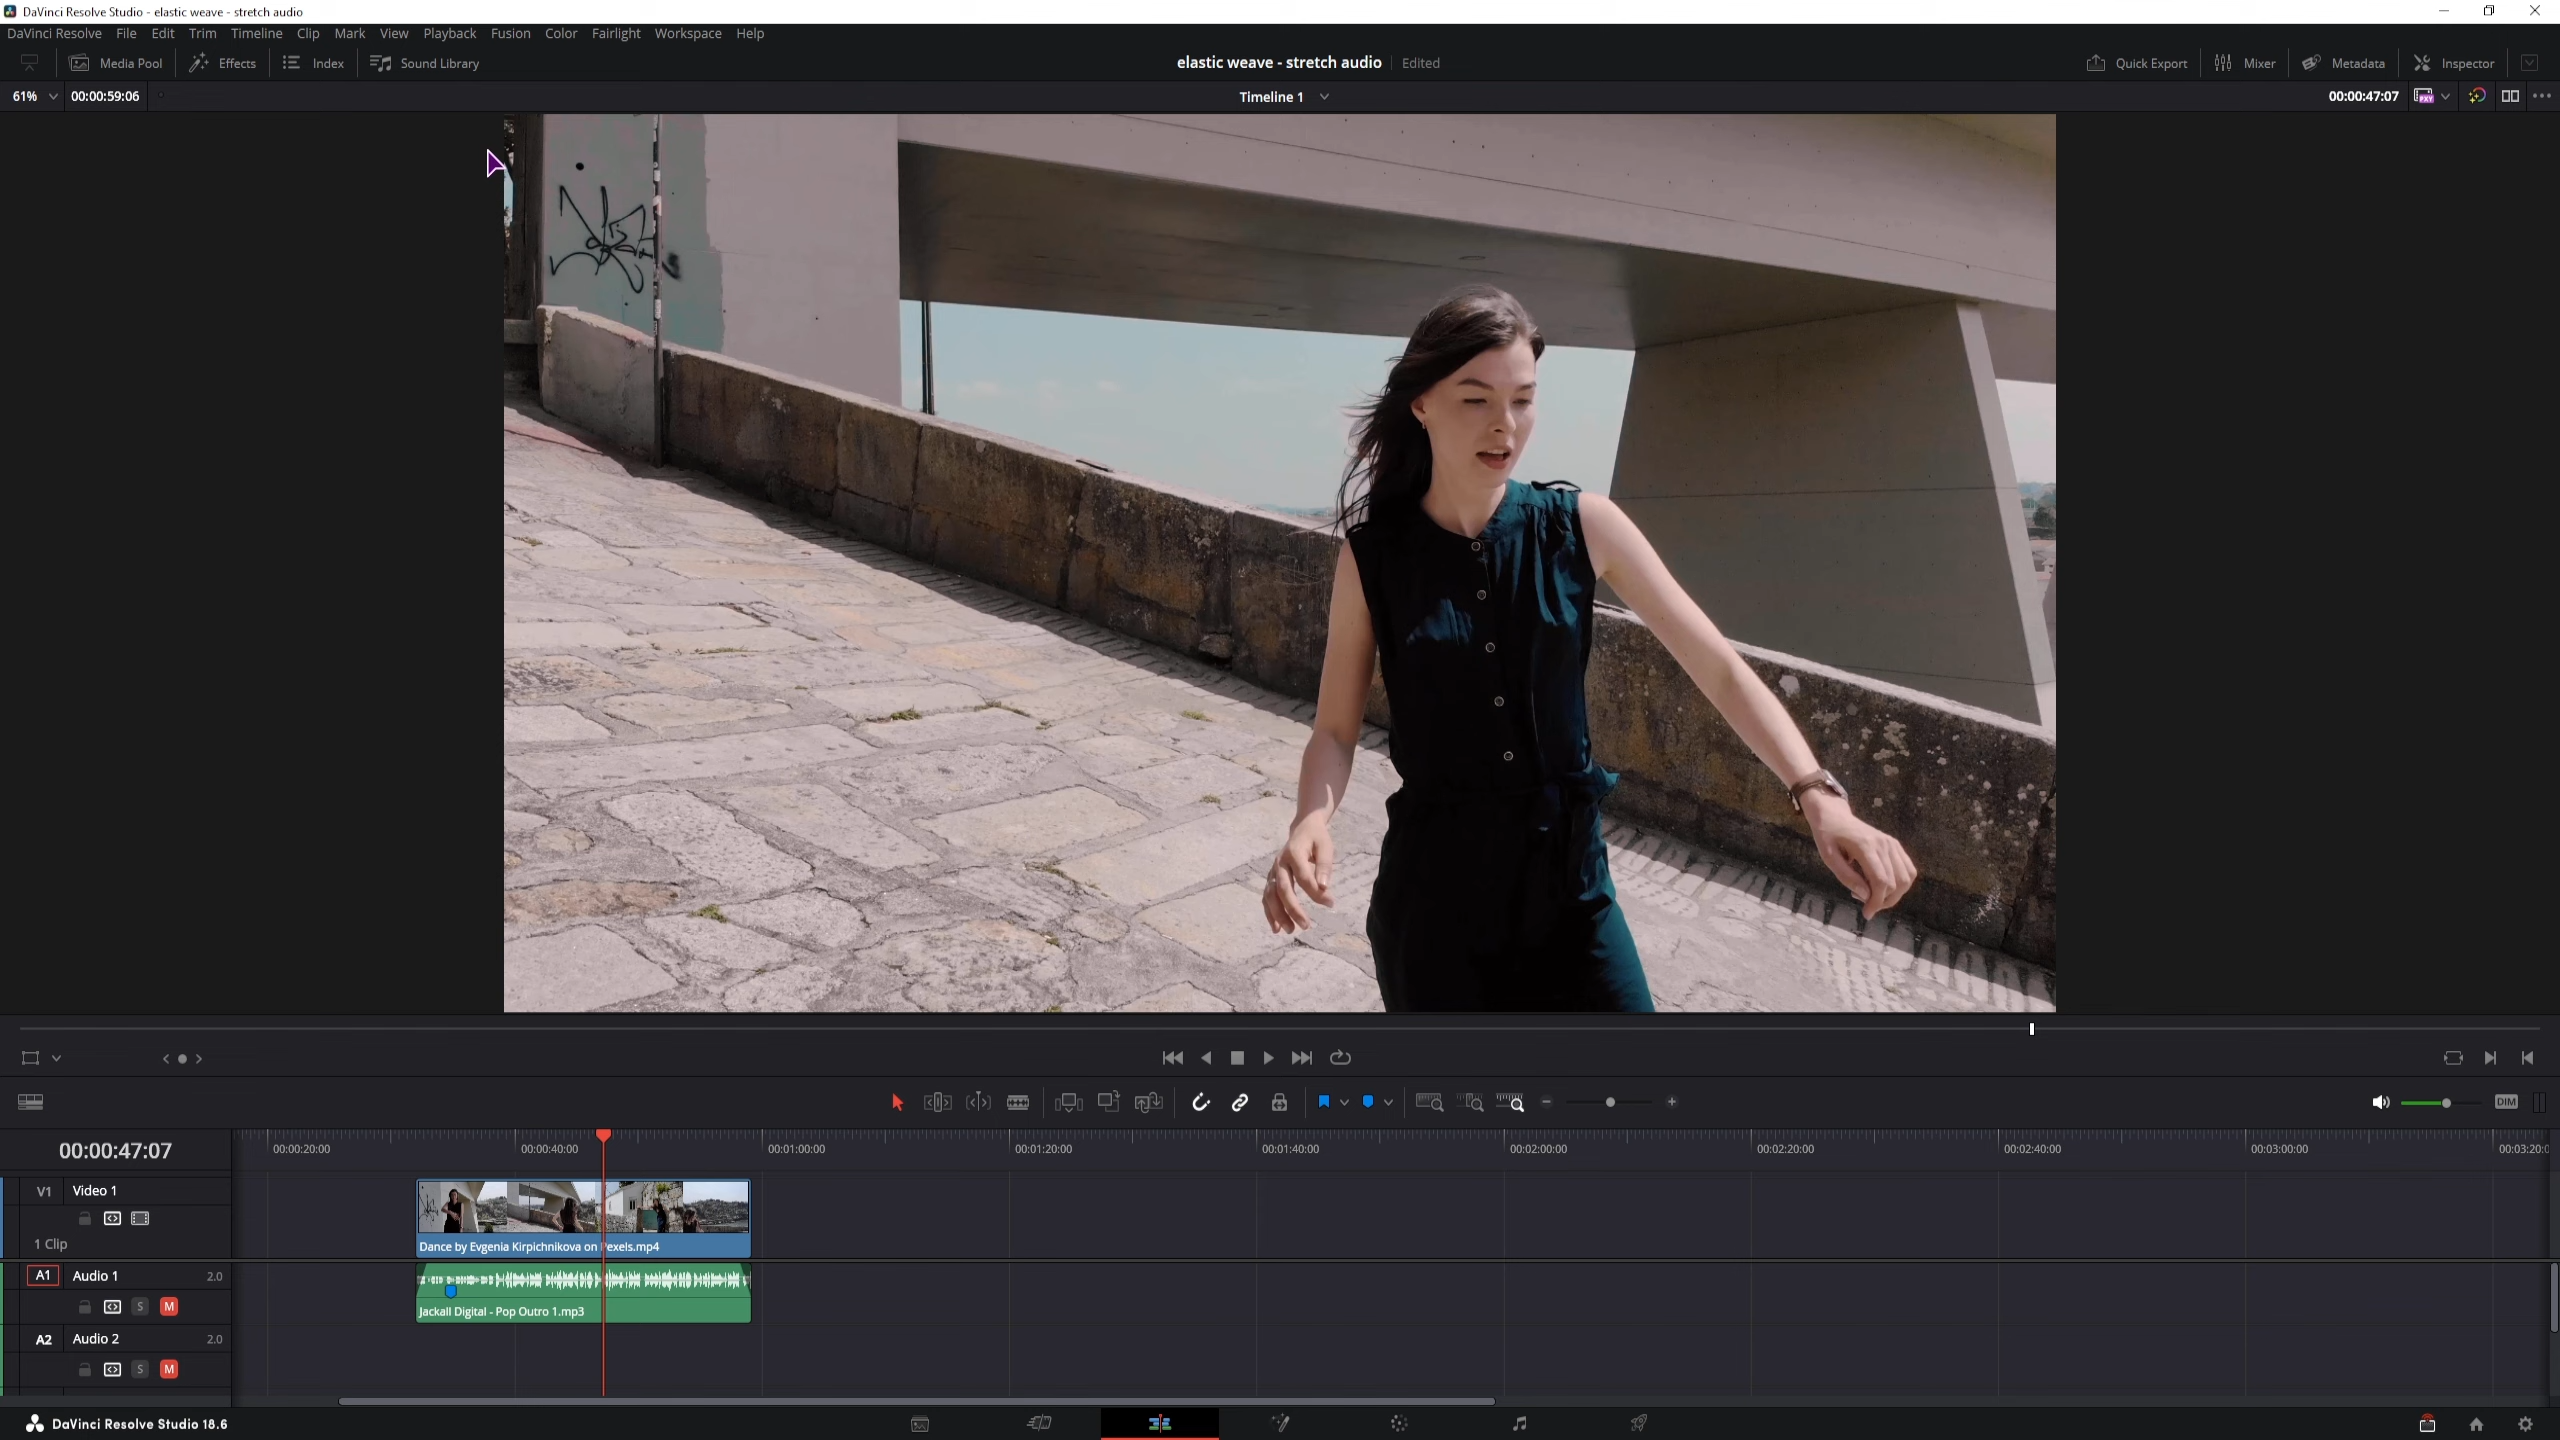 DaVinci Resolve Studio - elastic weave - stretch audio
DaVinci Resolve File Edit Trim Timeline Clip Mark View Playback Fusion Color Fairlight Workspace Help
Media Pool Effects Index Sound Library elastic weave - stretch audio Edited Quick Export Mixer Metadata Inspector
61% 00:00:59:06 Timeline 1 00:00:47:07 PXY
DIM
00:00:47:07 00:00:20:00 00:00:40:00 00:01:00:00 00:01:20:00 00:01:40:00 00:02:00:00 00:02:20:00 00:02:40:00 00:03:00:00 00:03:20:0
V1 Video 1
1 Clip
Dance by Evgenia Kirpichnikova on exels.mp4
A1 Audio 1 2.0
S M
Jackall Digital - Pop Outro 1.mp3
A2 Audio 2 2.0
S M
DaVinci Resolve Studio 18.6